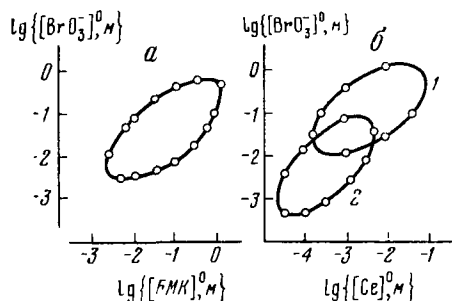 lg{[BrO₃⁻]⁰, м}
а
0
-1
-2
-3
-3 -2 -1 0
lg{[БМК]⁰, м}
lg{[BrO₃⁻]⁰, м}
б
0
-1
-2
-3
1
2
-4 -3 -2 -1
lg{[Ce]⁰, м}